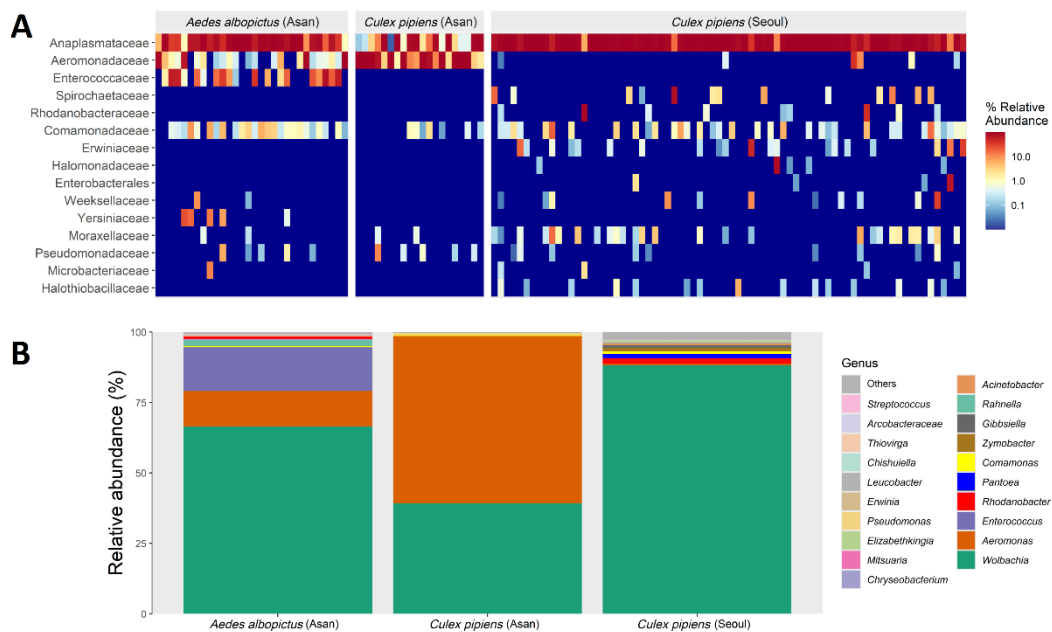 A
Aedes albopictus (Asan)
Culex pipiens (Asan)
Culex pipiens (Seoul)
Anaplasmataceae
Aeromonadaceae
Enterococcaceae
Spirochaetaceae
Rhodanobacteraceae
Comamonadaceae
Erwiniaceae
Halomonadaceae
Enterobacterales
Weeksellaceae
Yersiniaceae
Moraxellaceae
Pseudomonadaceae
Microbacteriaceae
Halothiobacillaceae
% Relative
Abundance
10.0
1.0
0.1
B
Relative abundance (%)
100
75
50
25
0
Aedes albopictus (Asan)
Culex pipiens (Asan)
Culex pipiens (Seoul)
Genus
Others
Streptococcus
Arcobacteraceae
Thiovirga
Chishuiella
Leucobacter
Erwinia
Pseudomonas
Elizabethkingia
Mitsuaria
Chryseobacterium
Acinetobacter
Rahnella
Gibbsiella
Zymobacter
Comamonas
Pantoea
Rhodanobacter
Enterococcus
Aeromonas
Wolbachia